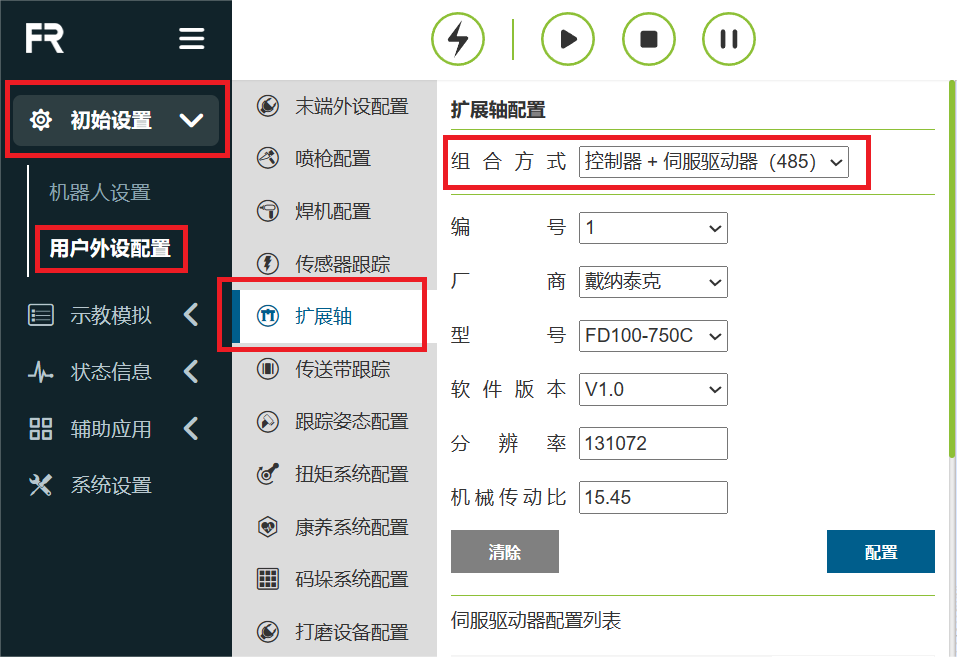 FR
初始设置
机器人设置
用户外设配置
示教模拟
状态信息
辅助应用
系统设置
末端外设配置
喷枪配置
焊机配置
传感器跟踪
扩展轴
传送带跟踪
跟踪姿态配置
扭矩系统配置
康养系统配置
码垛系统配置
打磨设备配置
扩展轴配置
组合方式 控制器 + 伺服驱动器（485）
编号 1
厂商 戴纳泰克
型号 FD100-750C
软件版本 V1.0
分辨率 131072
机械传动比 15.45
清除 配置
伺服驱动器配置列表